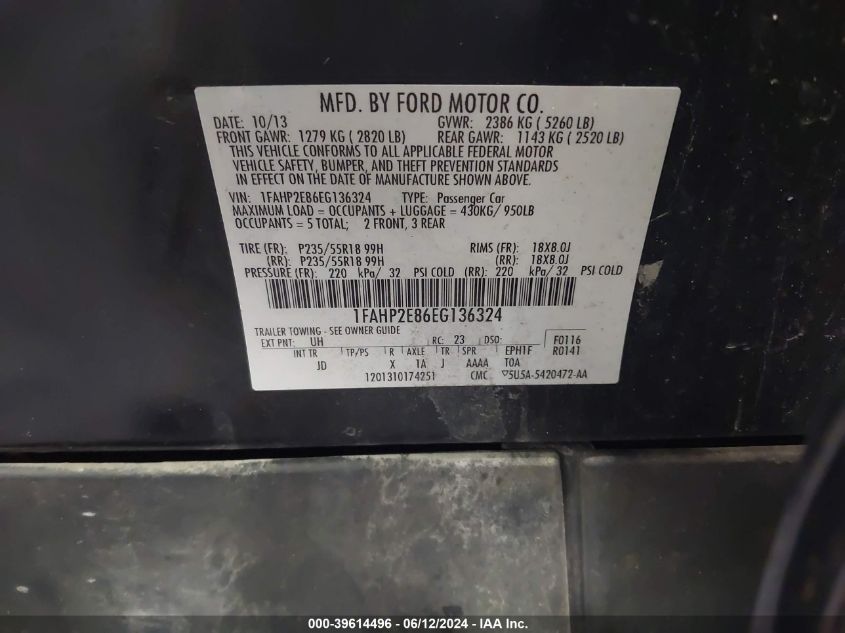 MFD. BY FORD MOTOR CO.
DATE: 10/13 GVWR: 2386 KG ( 5260 LB)
FRONT GAWR: 1279 KG ( 2820 LB) REAR GAWR: 1143 KG ( 2520 LB)
THIS VEHICLE CONFORMS TO ALL APPLICABLE FEDERAL MOTOR
VEHICLE SAFETY, BUMPER, AND THEFT PREVENTION STANDARDS
IN EFFECT ON THE DATE OF MANUFACTURE SHOWN ABOVE.
VIN: 1FAHP2E86EG136324 TYPE: Passenger Car
MAXIMUM LOAD = OCCUPANTS + LUGGAGE = 430KG/ 950LB
OCCUPANTS = 5 TOTAL; 2 FRONT, 3 REAR
TIRE (FR): P235/55R18 99H RIMS (FR): 18X8.0J
(RR): P235/55R18 99H (RR): 18X8.0J
PRESSURE (FR): 220 kPa/ 32 PSI COLD (RR): 220 kPa/ 32 PSI COLD
1FAHP2E86EG136324
TRAILER TOWING - SEE OWNER GUIDE
EXT PNT: UH RC: 23 DSO: F0116
INT TR TP/PS R AXLE TR SPR EPH1F R0141
JD X 1A J AAAA T0A
1201310174251 CMC 5U5A-5420472-AA
000-39614496 - 06/12/2024 - IAA Inc.